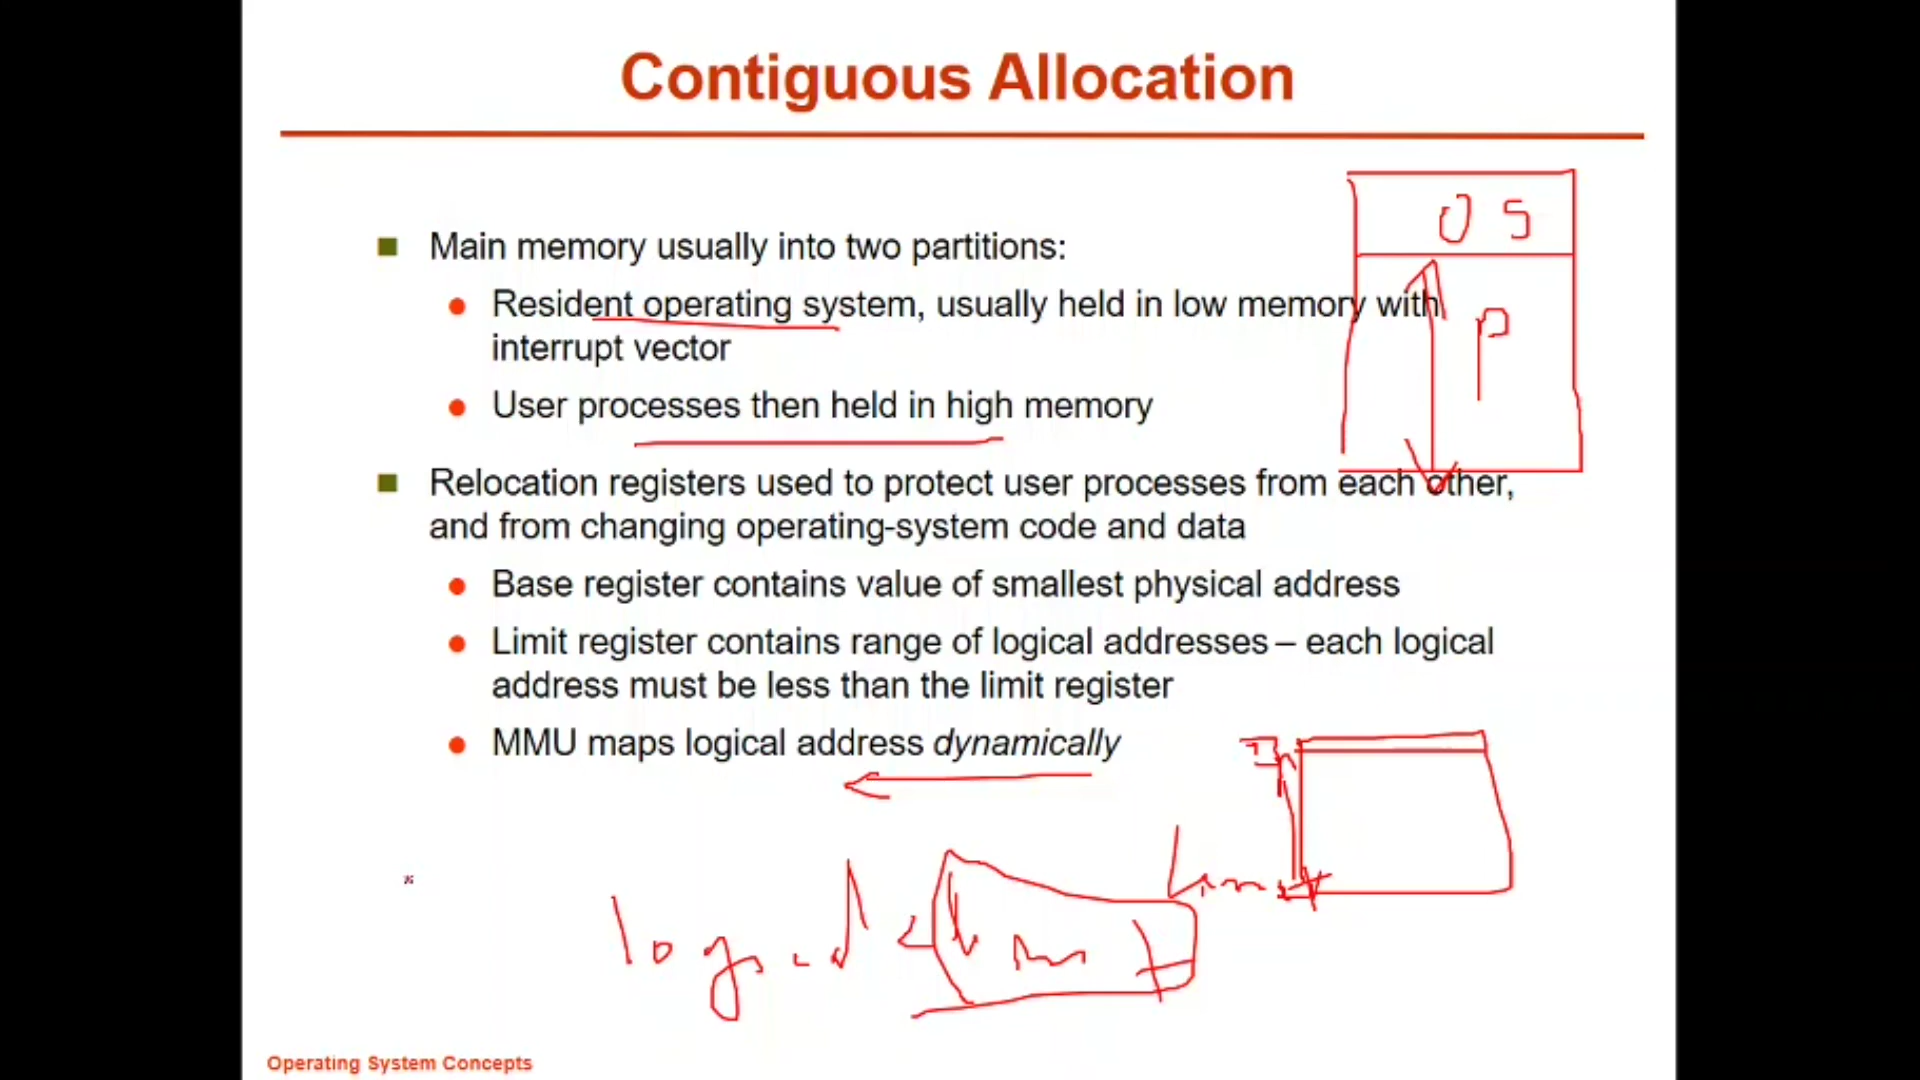 Contiguous Allocation
O S
Main memory usually into two partitions:
Resident operating system, usually held in low memory with
interrupt vector
P
User processes then held in high memory
Relocation registers used to protect user processes from each other,
and from changing operating-system code and data
Base register contains value of smallest physical address
Limit register contains range of logical addresses – each logical
address must be less than the limit register
MMU maps logical address dynamically
Limit
logical < limit
Operating System Concepts